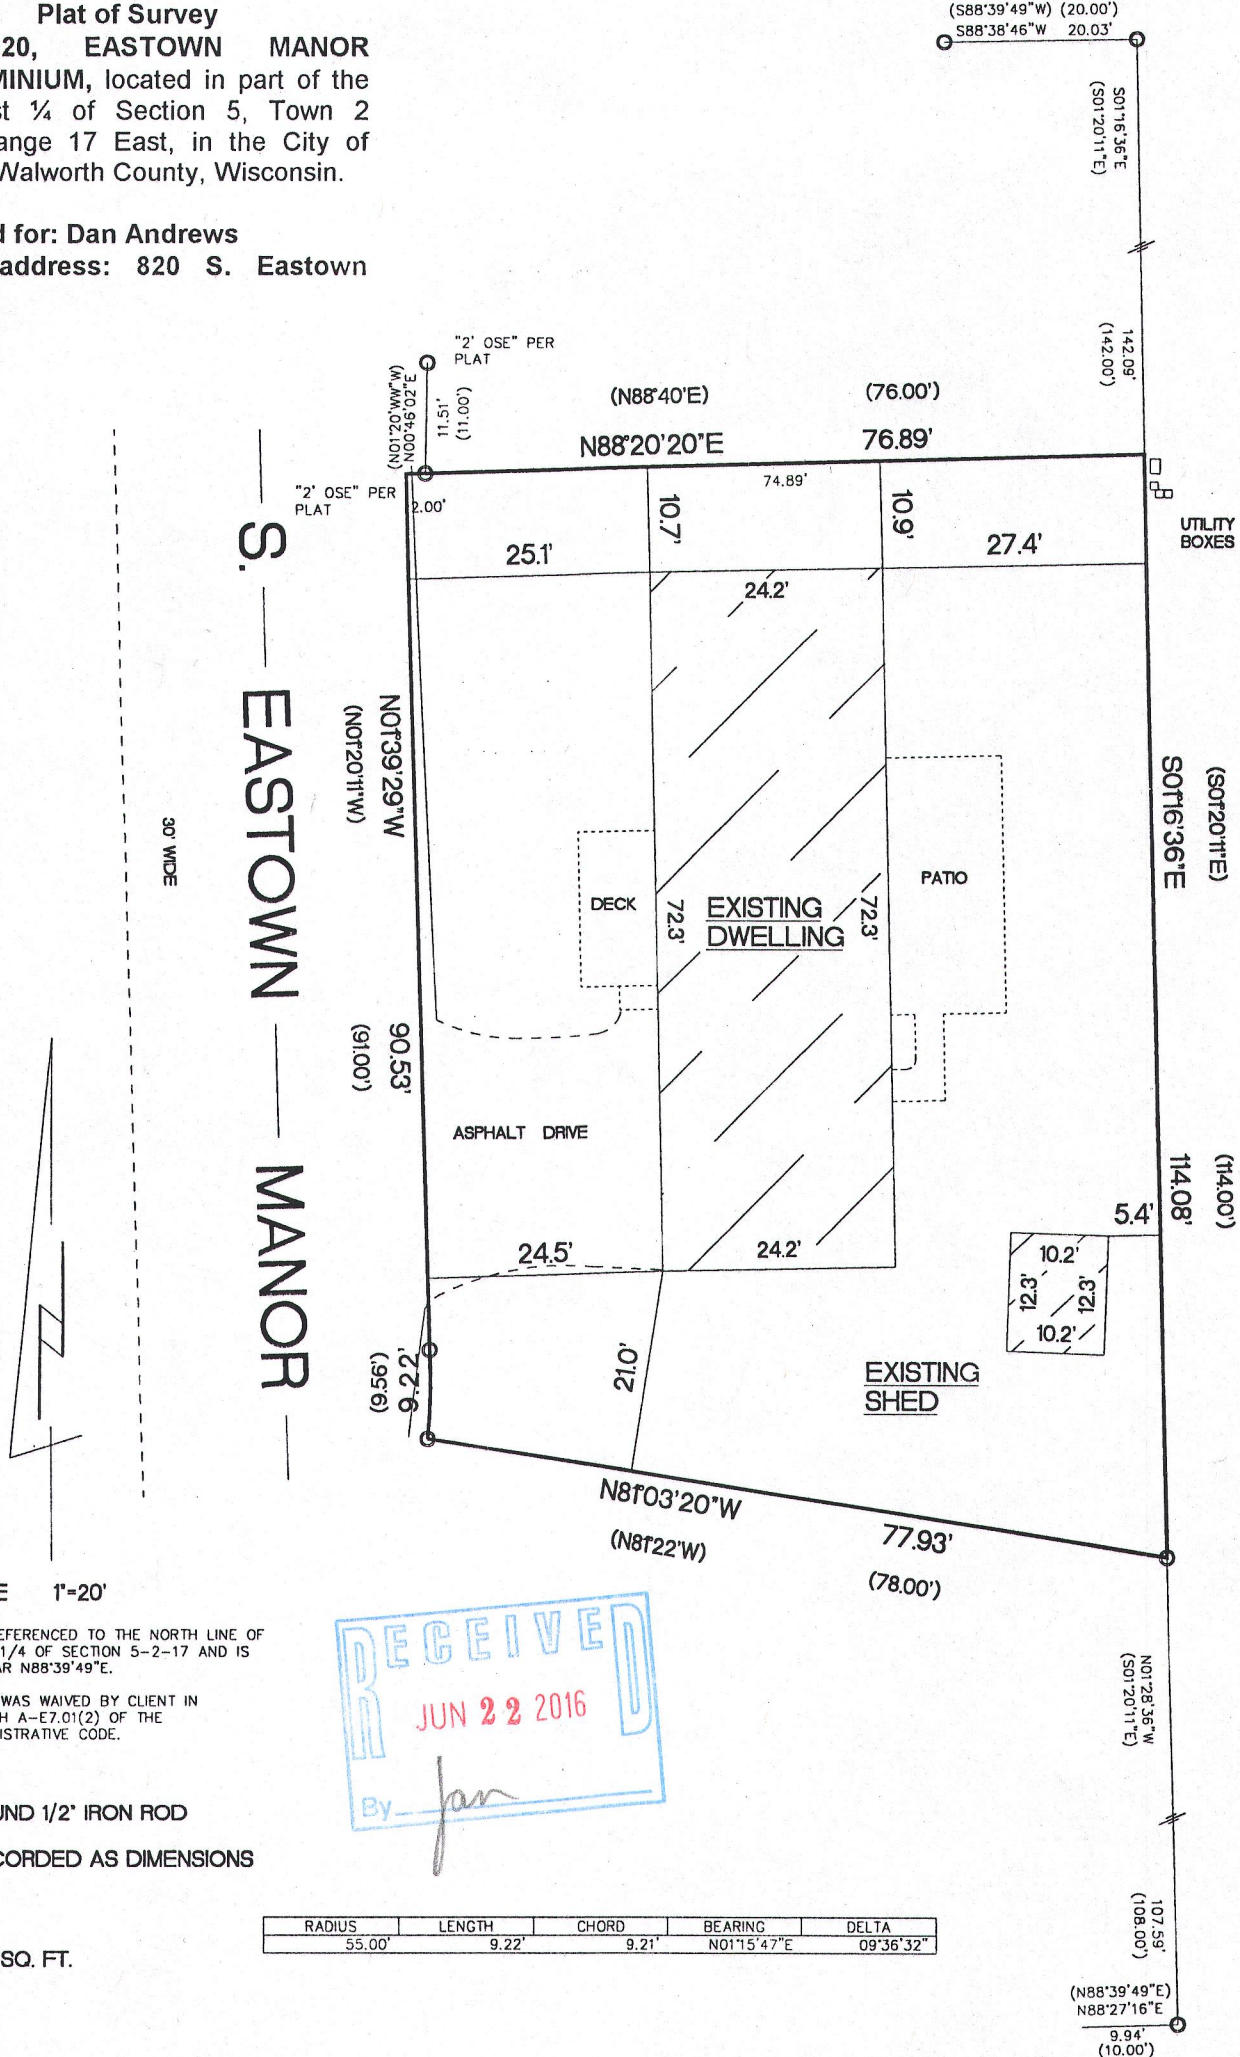 Plat of Survey
20, EASTOWN MANOR
MINIUM, located in part of the
st ¼ of Section 5, Town 2
ange 17 East, in the City of
Walworth County, Wisconsin.
d for: Dan Andrews
address: 820 S. Eastown
(S88°39'49"W) (20.00')
S88°38'46"W 20.03'
S01°16'36"E
(S01°20'11"E)
142.09'
(142.00')
"2' OSE" PER
PLAT
(N01°20'WW"W)
N00°46'02"E
11.51'
(11.00')
(N88°40'E) (76.00')
N88°20'20"E 76.89'
74.89'
"2' OSE" PER
PLAT
2.00'
10.7'
10.9'
UTILITY
BOXES
25.1'
27.4'
24.2'
S. EASTOWN MANOR
30' WIDE
N01°39'29"W
(N01°20'11"W)
90.53'
(91.00')
DECK
72.3'
EXISTING
DWELLING
72.3'
PATIO
(S01°20'11"E)
S01°16'36"E
(114.00')
114.08'
ASPHALT DRIVE
5.4'
24.5'
24.2'
10.2'
12.3'
12.3'
10.2'
(9.56')
9.22'
21.0'
EXISTING
SHED
N81°03'20"W
(N81°22'W)
77.93'
(78.00')
E 1"=20'
EFERENCED TO THE NORTH LINE OF
1/4 OF SECTION 5-2-17 AND IS
AR N88°39'49"E.
WAS WAIVED BY CLIENT IN
H A-E7.01(2) OF THE
ISTRATIVE CODE.
RECEIVED
JUN 22 2016
By Jan
N01°28'36"W
(S01°20'11"E)
UND 1/2" IRON ROD
CORDED AS DIMENSIONS
107.59'
(108.00')
RADIUS LENGTH CHORD BEARING DELTA
55.00' 9.22' 9.21' N01°15'47"E 09°36'32"
SQ. FT.
(N88°39'49"E)
N88°27'16"E
9.94'
(10.00')